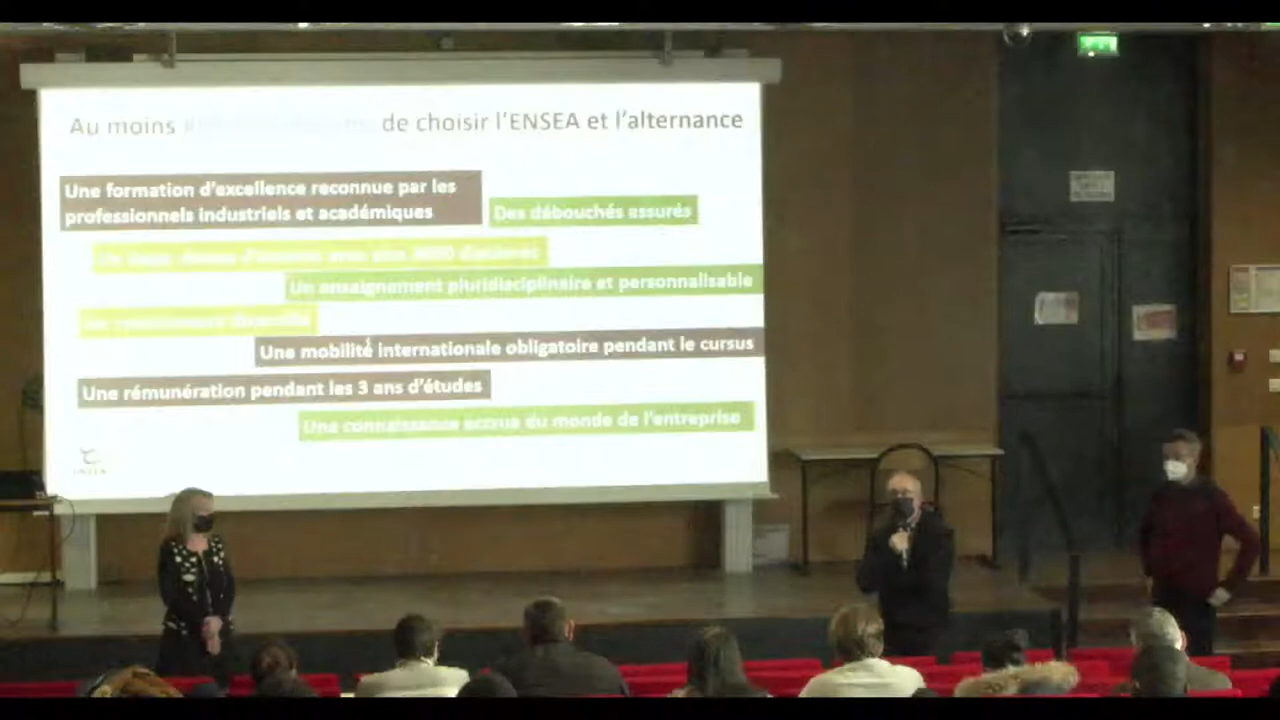 Au moins de choisir l'ENSEA et l'alternance
Une formation d'excellence reconnue par les
professionnels industriels et académiques
Des débouchés assurés
Un enseignement pluridisciplinaire et personnalisable
Une mobilité internationale obligatoire pendant le cursus
Une rémunération pendant les 3 ans d'études
Une connaissance accrue du monde de l'entreprise
ENSEA